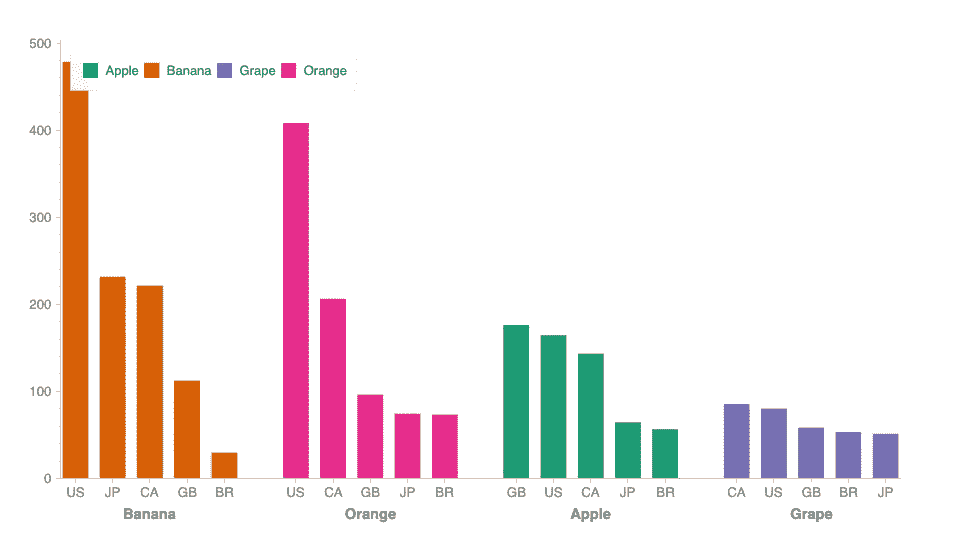 500
Apple Banana Grape Orange
400
300
200
100
0
US JP CA GB BR US CA GB JP BR GB US CA JP BR CA US GB BR JP
Banana Orange Apple Grape